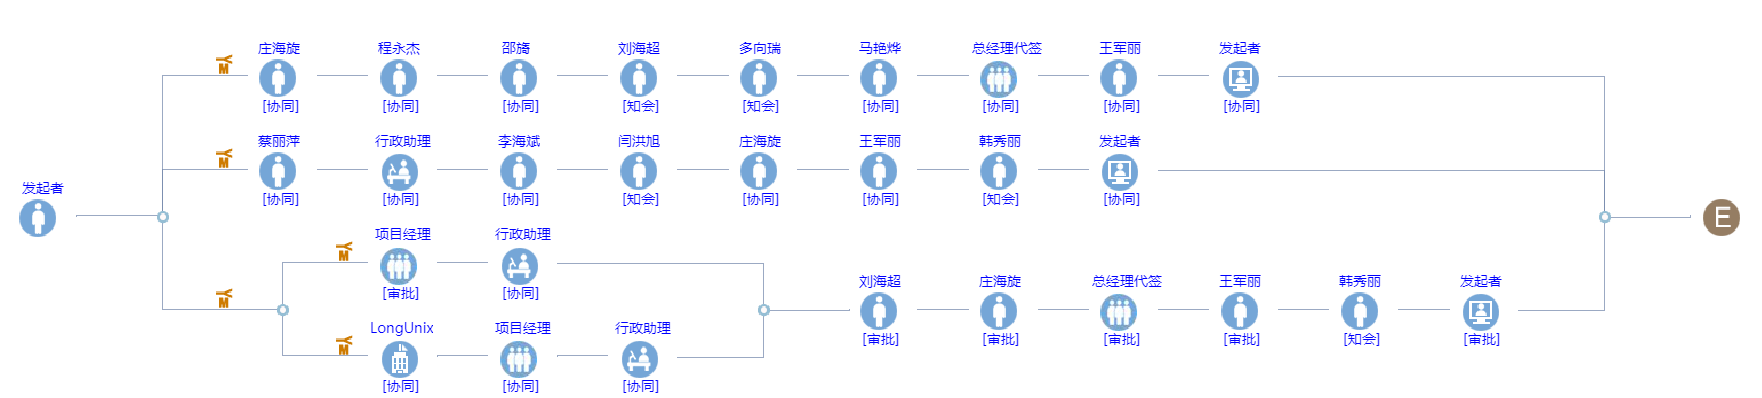 发起者
M
庄海旋
[协同]
程永杰
[协同]
邵旖
[协同]
刘海超
[知会]
多向瑞
[知会]
马艳烨
[协同]
总经理代签
[协同]
王军丽
[协同]
发起者
[协同]
M
蔡丽萍
[协同]
行政助理
[协同]
李海斌
[协同]
闫洪旭
[知会]
庄海旋
[协同]
王军丽
[协同]
韩秀丽
[知会]
发起者
[协同]
M
M
项目经理
[审批]
行政助理
[协同]
M
LongUnix
[协同]
项目经理
[协同]
行政助理
[协同]
刘海超
[审批]
庄海旋
[审批]
总经理代签
[审批]
王军丽
[审批]
韩秀丽
[知会]
发起者
[审批]
E